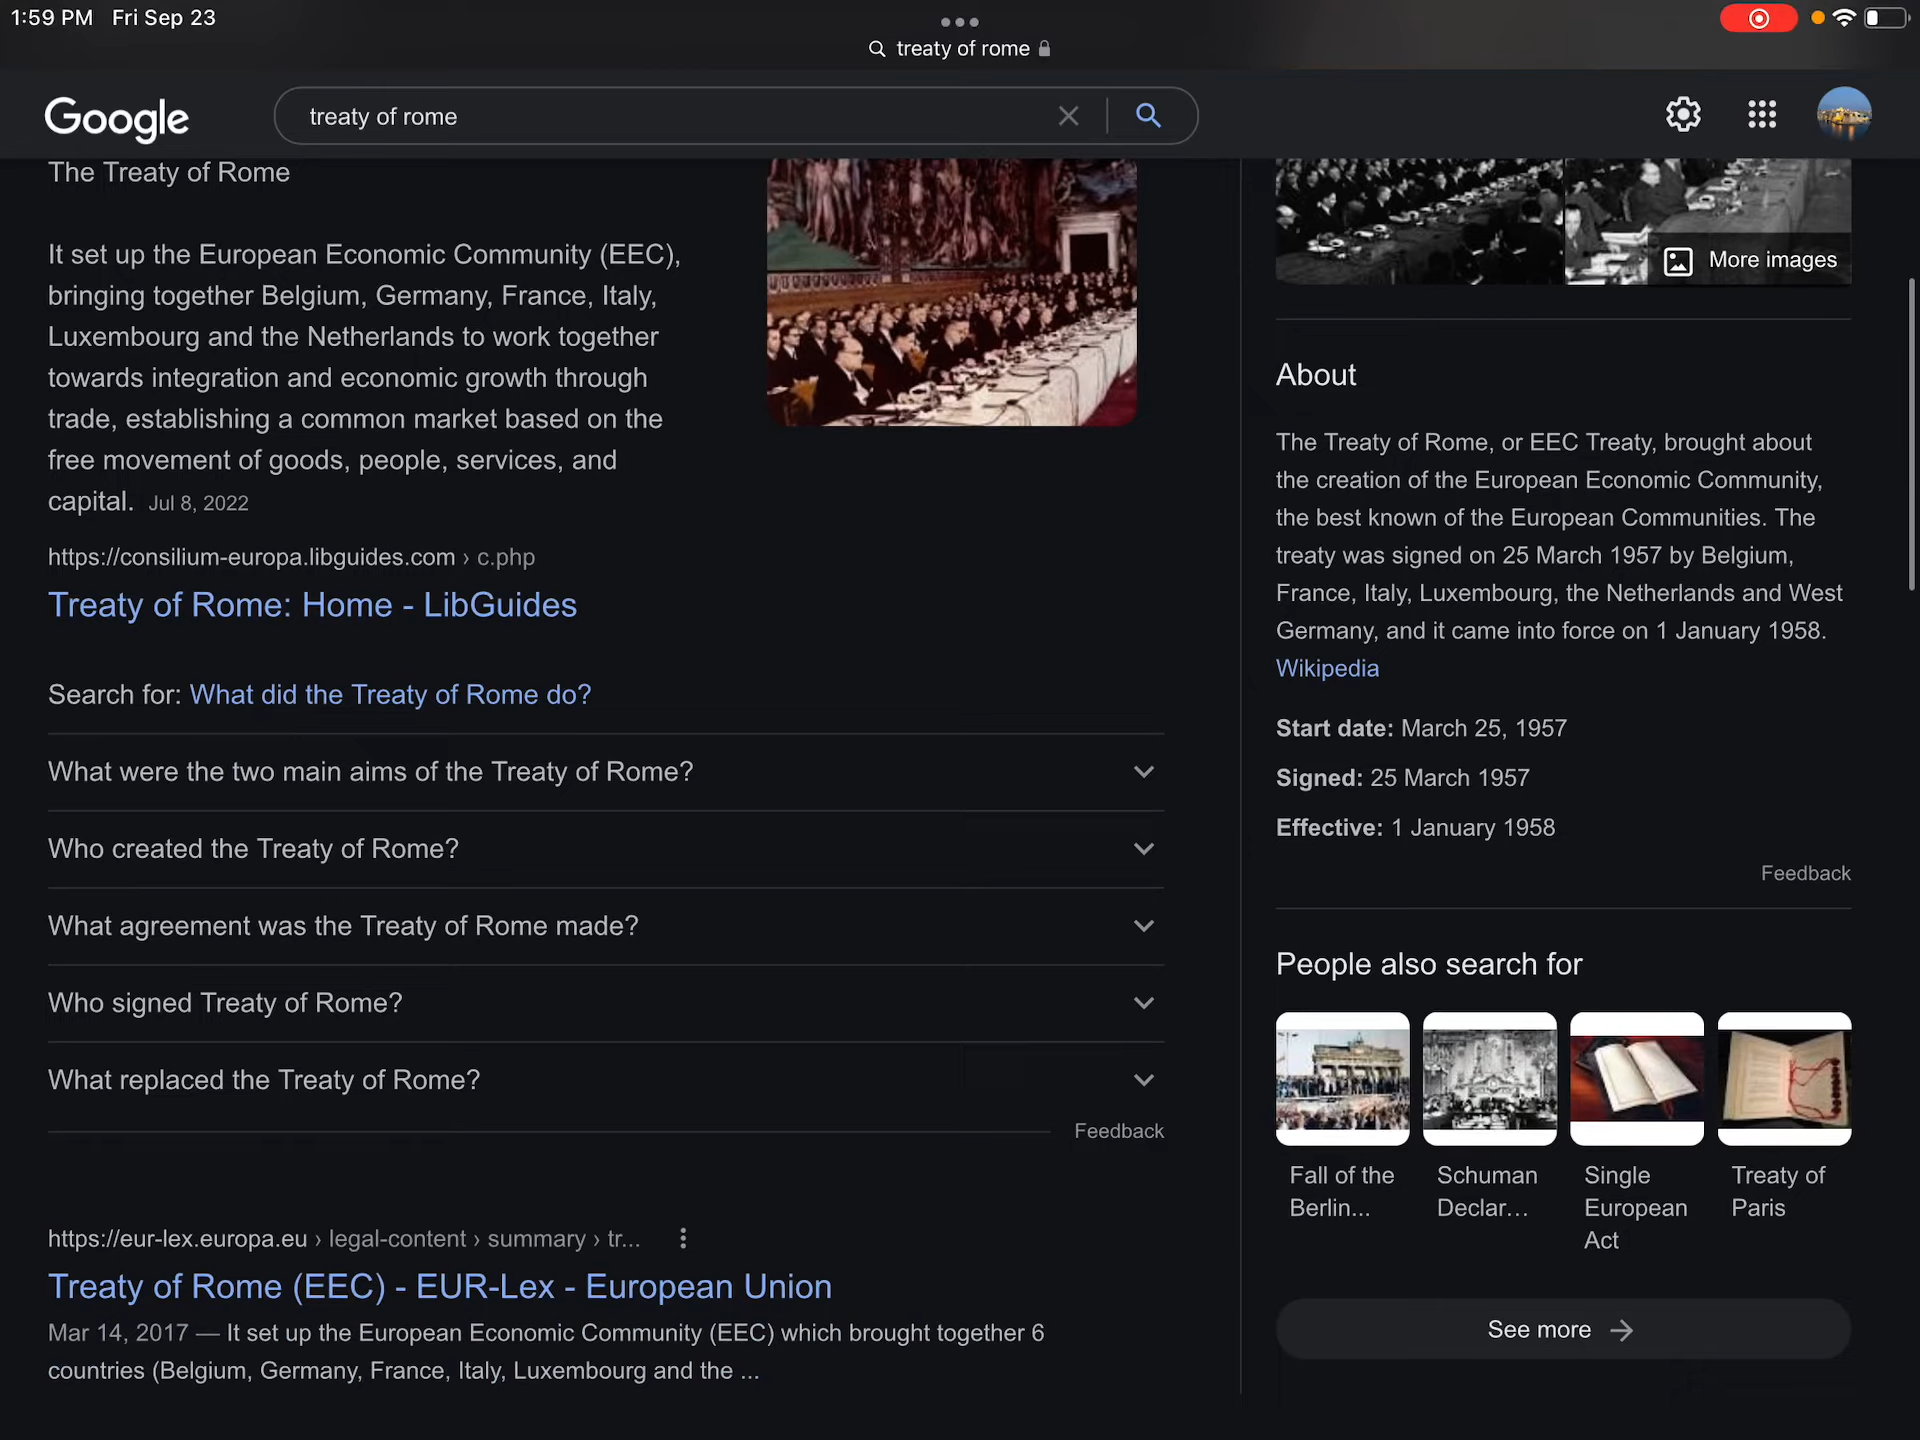 1:59 PM Fri Sep 23
treaty of rome
Google
treaty of rome
The Treaty of Rome
It set up the European Economic Community (EEC),
bringing together Belgium, Germany, France, Italy,
Luxembourg and the Netherlands to work together
towards integration and economic growth through
trade, establishing a common market based on the
free movement of goods, people, services, and
capital. Jul 8, 2022
https://consilium-europa.libguides.com › c.php
Treaty of Rome: Home - LibGuides
Search for: What did the Treaty of Rome do?
What were the two main aims of the Treaty of Rome?
Who created the Treaty of Rome?
What agreement was the Treaty of Rome made?
Who signed Treaty of Rome?
What replaced the Treaty of Rome?
Feedback
https://eur-lex.europa.eu › legal-content › summary › tr...
Treaty of Rome (EEC) - EUR-Lex - European Union
Mar 14, 2017 — It set up the European Economic Community (EEC) which brought together 6
countries (Belgium, Germany, France, Italy, Luxembourg and the ...
More images
About
The Treaty of Rome, or EEC Treaty, brought about
the creation of the European Economic Community,
the best known of the European Communities. The
treaty was signed on 25 March 1957 by Belgium,
France, Italy, Luxembourg, the Netherlands and West
Germany, and it came into force on 1 January 1958.
Wikipedia
Start date: March 25, 1957
Signed: 25 March 1957
Effective: 1 January 1958
Feedback
People also search for
Fall of the
Berlin...
Schuman
Declar...
Single
European
Act
Treaty of
Paris
See more